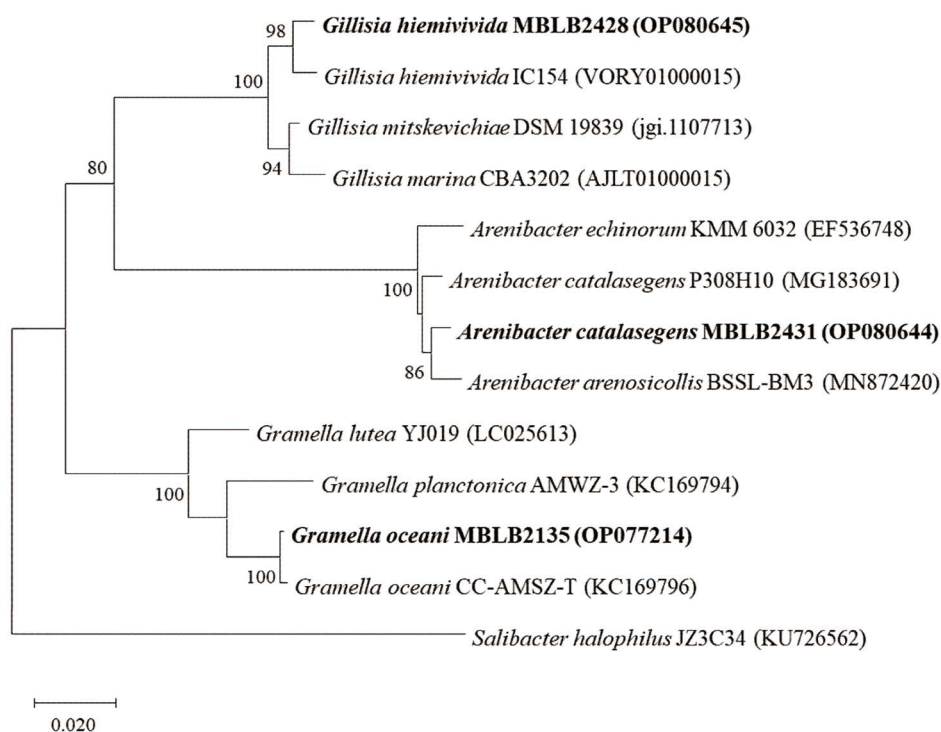 98
Gillisia hiemivivida MBLB2428 (OP080645)
Gillisia hiemivivida IC154 (VORY01000015)
100
Gillisia mitskevichiae DSM 19839 (jgi.1107713)
94
Gillisia marina CBA3202 (AJLT01000015)
80
Arenibacter echinorum KMM 6032 (EF536748)
100
Arenibacter catalasegens P308H10 (MG183691)
Arenibacter catalasegens MBLB2431 (OP080644)
86
Arenibacter arenosicollis BSSL-BM3 (MN872420)
Gramella lutea YJ019 (LC025613)
100
Gramella planctonica AMWZ-3 (KC169794)
Gramella oceani MBLB2135 (OP077214)
100
Gramella oceani CC-AMSZ-T (KC169796)
Salibacter halophilus JZ3C34 (KU726562)
0.020